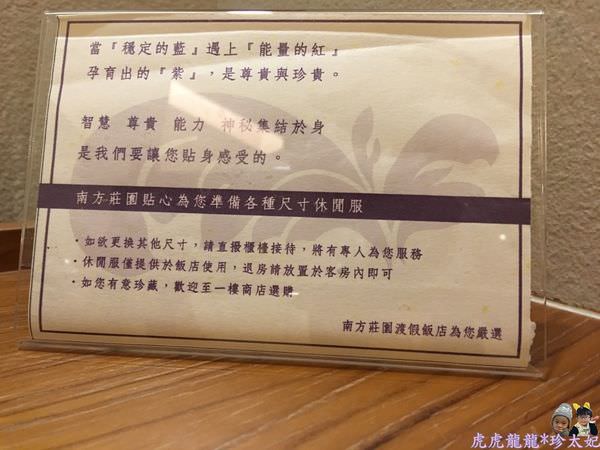 當『穩定的藍』遇上『能量的紅』
孕育出的『紫』，是尊貴與珍貴。
智慧 尊貴 能力 神秘集結於身
是我們要讓您貼身感受的。
南方莊園貼心為您準備各種尺寸休閒服
・如欲更換其他尺寸，請直撥櫃檯接待，將有專人為您服務
・休閒服僅提供於飯店使用，退房請放置於客房內即可
・如您有意珍藏，歡迎至一樓商店選購
南方莊園渡假飯店為您嚴選
虎虎龍龍*珍太妃